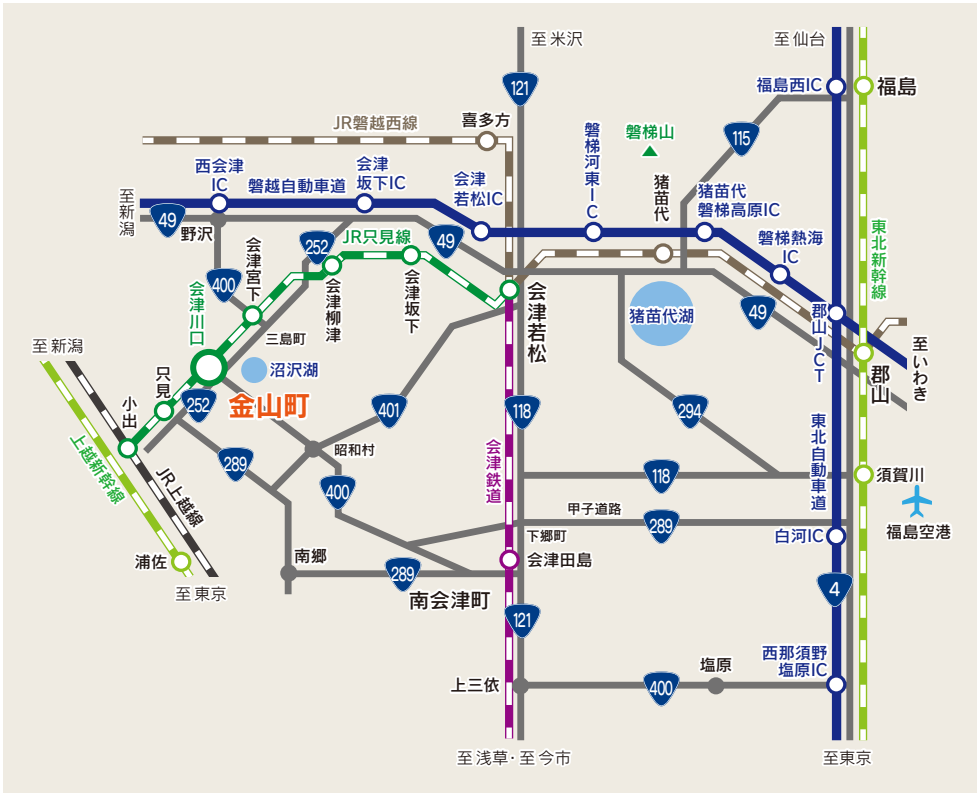 至米沢
至仙台
121
福島西IC
福島
JR磐越西線
喜多方
磐梯河東IC
磐梯山
115
西会津
IC
磐越自動車道
会津
坂下IC
会津
若松IC
猪苗代
猪苗代
磐梯高原IC
至新潟
49
野沢
252
JR只見線
49
磐梯熱海
IC
東北新幹線
会津宮下
400
会津柳津
会津坂下
会津若松
猪苗代湖
49
郡山JCT
会津川口
三島町
至いわき
至新潟
只見
沼沢湖
郡山
小出
252
金山町
401
118
294
上越新幹線
JR上越線
289
昭和村
会津鉄道
東北自動車道
118
須賀川
400
甲子道路
289
下郷町
福島空港
白河IC
浦佐
南郷
289
会津田島
4
至東京
南会津町
121
西那須野
塩原IC
上三依
400
塩原
至浅草・至今市
至東京